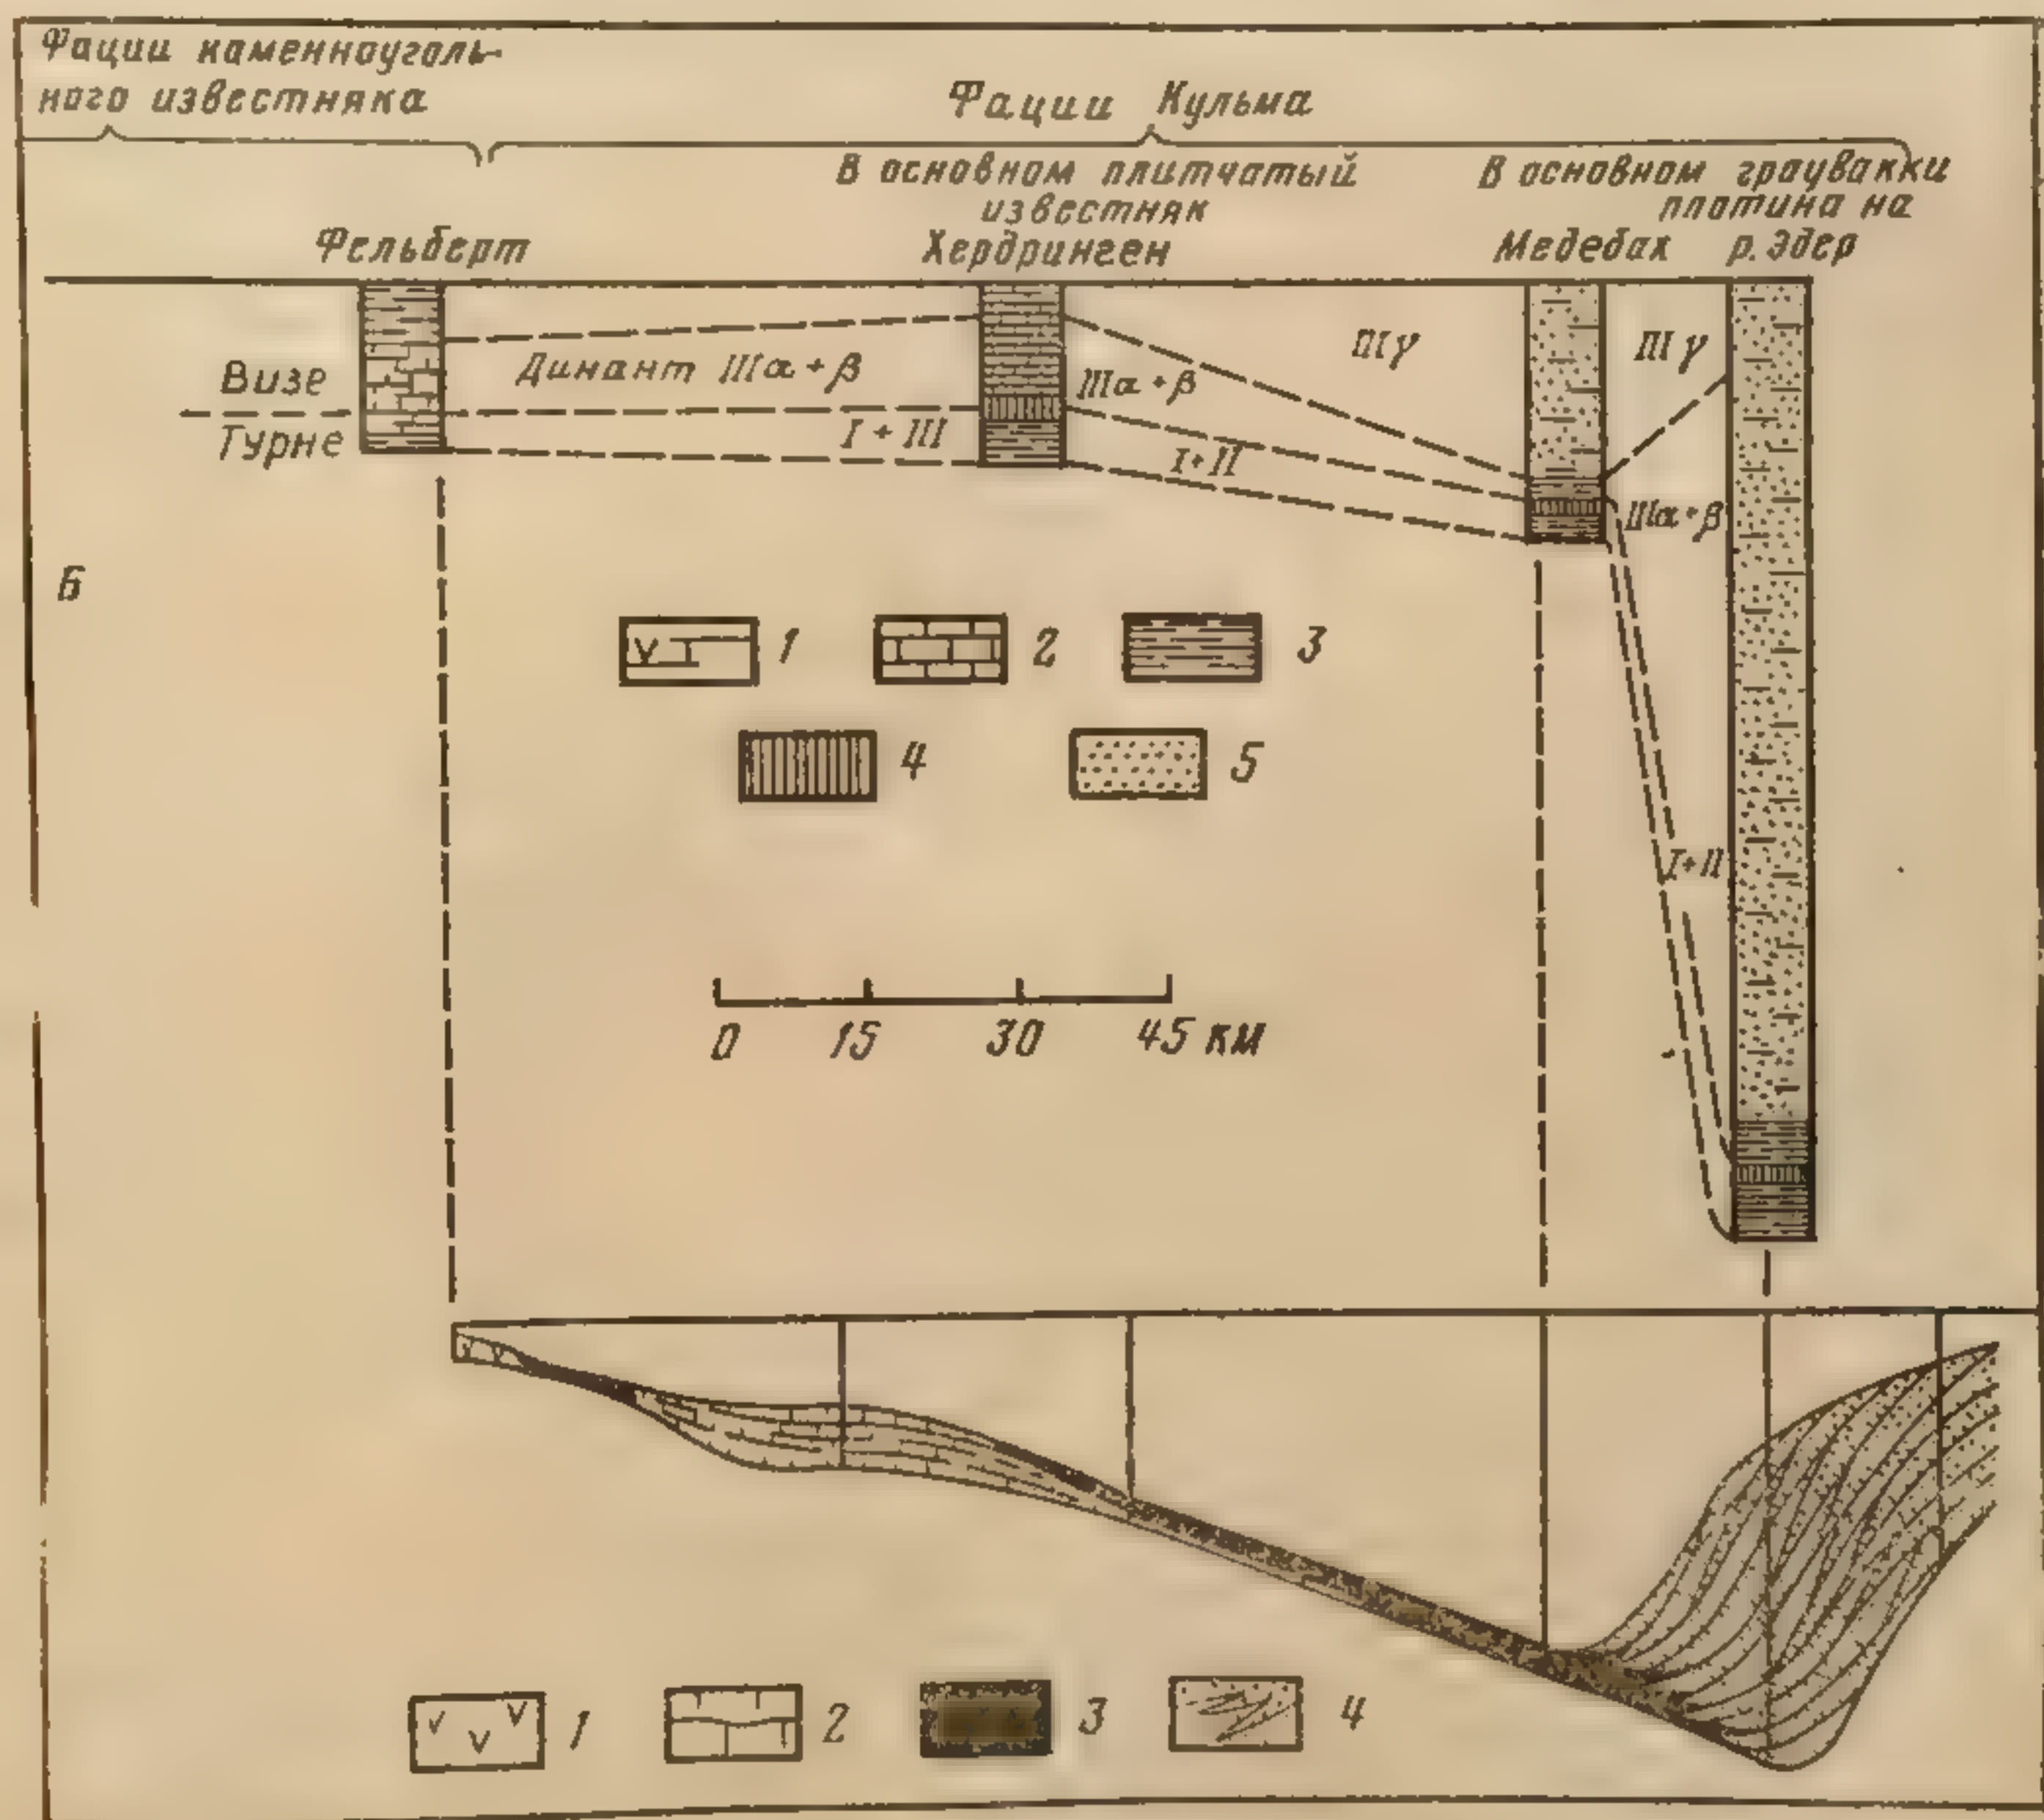 Фации каменноуголь-
ного известняка
Фации Кульма
В основном плитчатый
известняк
В основном граувакки
плотина на
Фельберт
Хердринген
Медебах
р. Эдер
Визе
Турне
Динант IIIα + β
I + III
IIIα + β
I + II
III γ
III γ
IIIα + β
I + II
Б
1
2
3
4
5
0 15 30 45 км
1
2
3
4